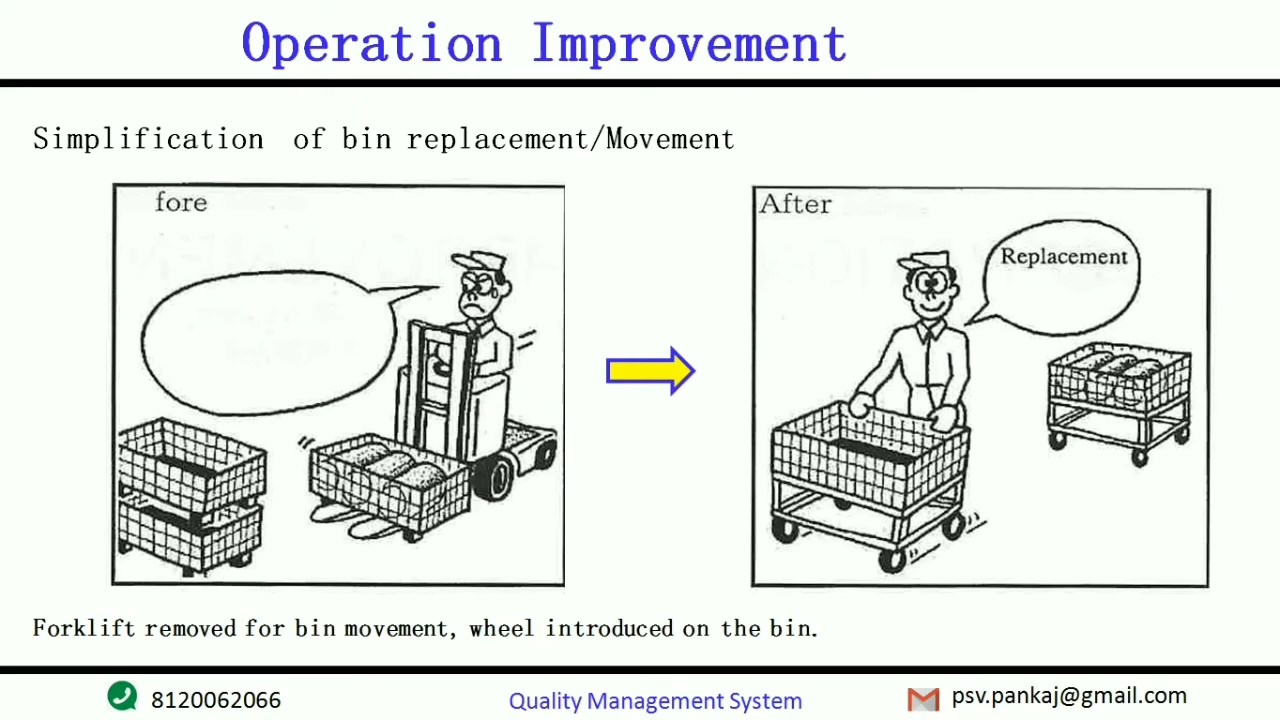 Operation Improvement
Simplification of bin replacement/Movement
fore
After
Replacement
Forklift removed for bin movement, wheel introduced on the bin.
8120062066
Quality Management System
psv.pankaj@gmail.com